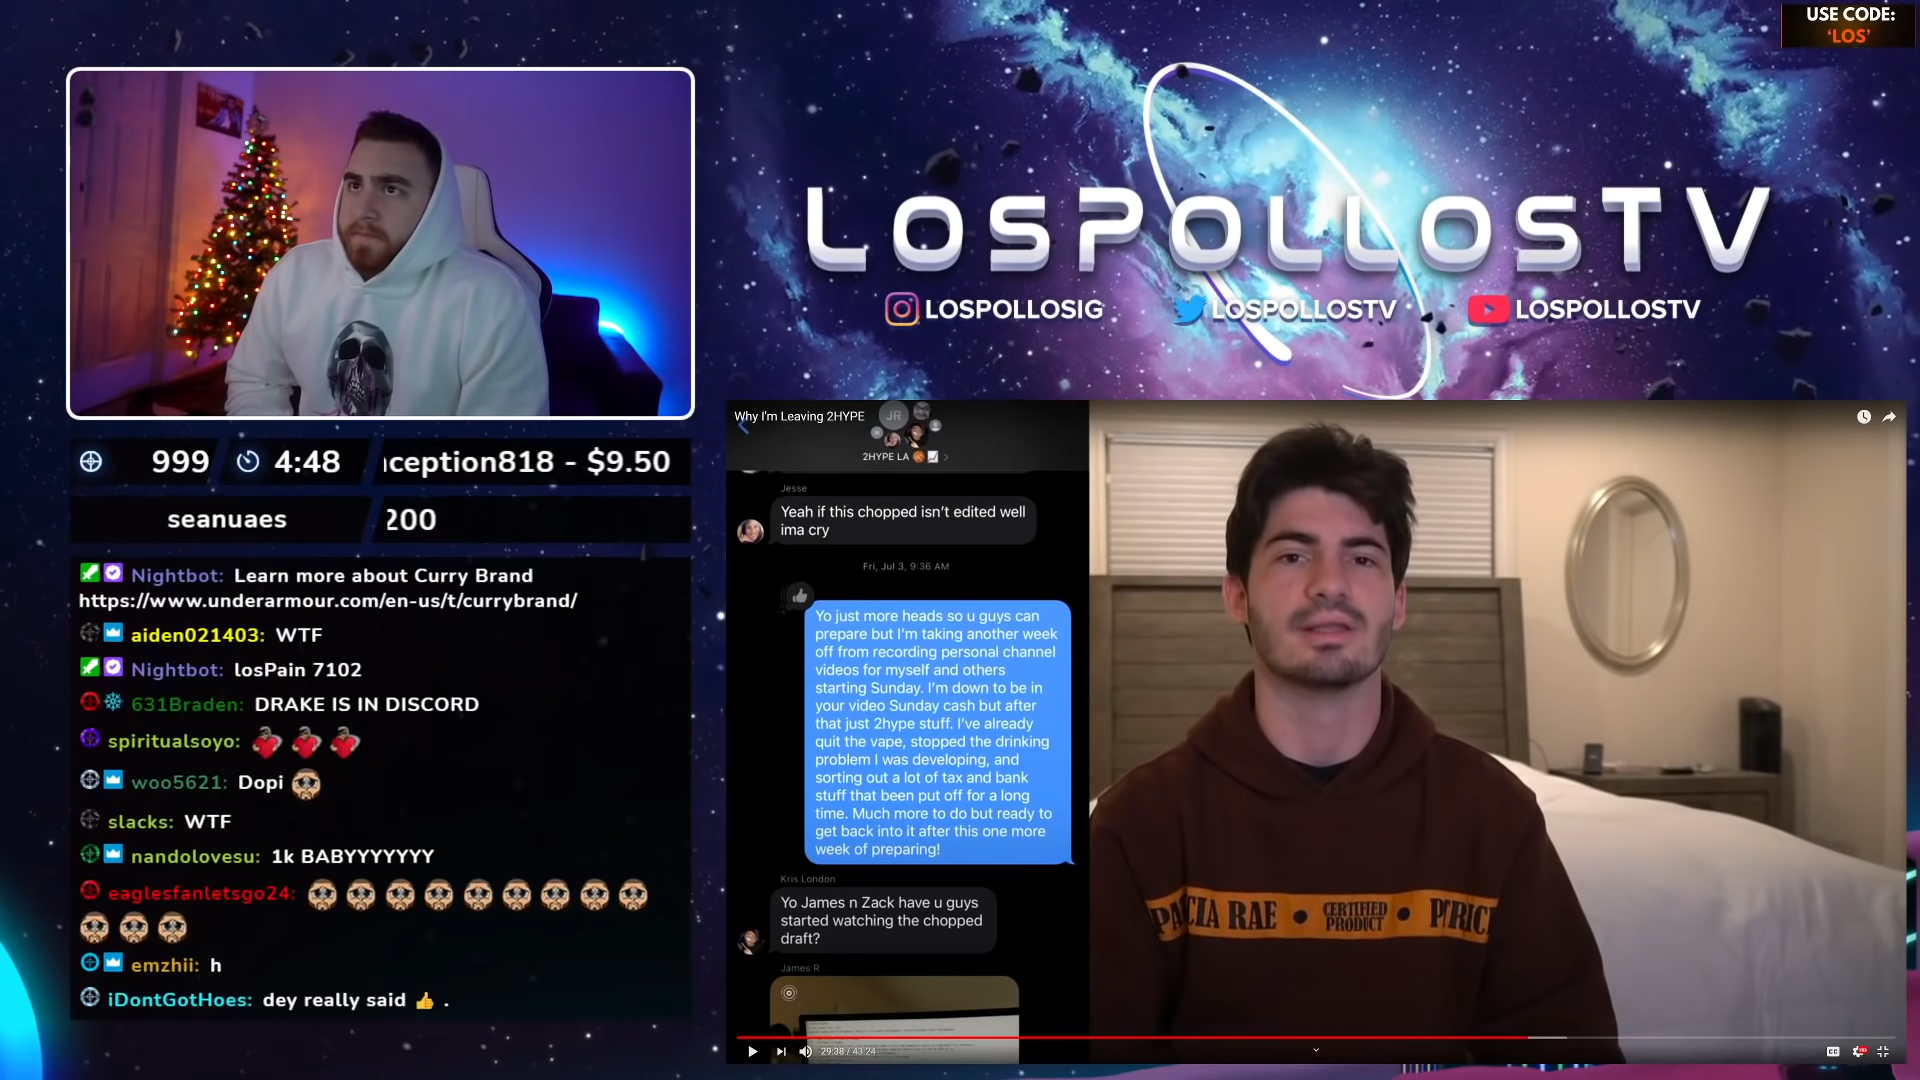 USE CODE:
‘LOS’
LOSPOLLOSTV
LOSPOLLOSIG
LOSPOLLOSTV
LOSPOLLOSTV
999
4:48
ception818 - $9.50
seanuaes
200
Nightbot: Learn more about Curry Brand
https://www.underarmour.com/en-us/t/currybrand/
aiden021403: WTF
Nightbot: losPain 7102
631Braden: DRAKE IS IN DISCORD
spiritualsoyo:
woo5621: Dopi
slacks: WTF
nandolovesu: 1k BABYYYYYYY
eaglesfanletsgo24:
emzhii: h
iDontGotHoes: dey really said 👍 .
Why I'm Leaving 2HYPE
JR
2HYPE LA 🏀 📈 >
Jesse
Yeah if this chopped isn’t edited well
ima cry
Fri, Jul 3, 9:36 AM
Yo just more heads so u guys can
prepare but I’m taking another week
off from recording personal channel
videos for myself and others
starting Sunday. I’m down to be in
your video Sunday cash but after
that just 2hype stuff. I’ve already
quit the vape, stopped the drinking
problem I was developing, and
sorting out a lot of tax and bank
stuff that been put off for a long
time. Much more to do but ready to
get back into it after this one more
week of preparing!
Kris London
Yo James n Zack have u guys
started watching the chopped
draft?
James R
CIA RAE • CERTIFIED PRODUCT •
29:38 / 43:24
CC